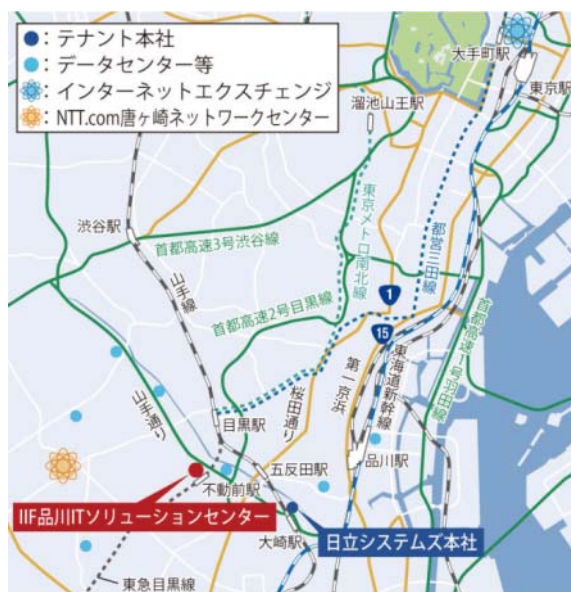 ：テナント本社
：データセンター等
：インターネットエクスチェンジ
：NTT.com唐ヶ崎ネットワークセンター
大手町駅
東京駅
溜池山王駅
東京メトロ南北線
都営三田線
渋谷駅
首都高速3号渋谷線
山手線
首都高速2号目黒線
1
15
首都高速1号羽田線
東海道新幹線
第一京浜
桜田通り
山手通り
目黒駅
品川駅
五反田駅
不動前駅
IIF品川ITソリューションセンター
大崎駅
日立システムズ本社
東急目黒線